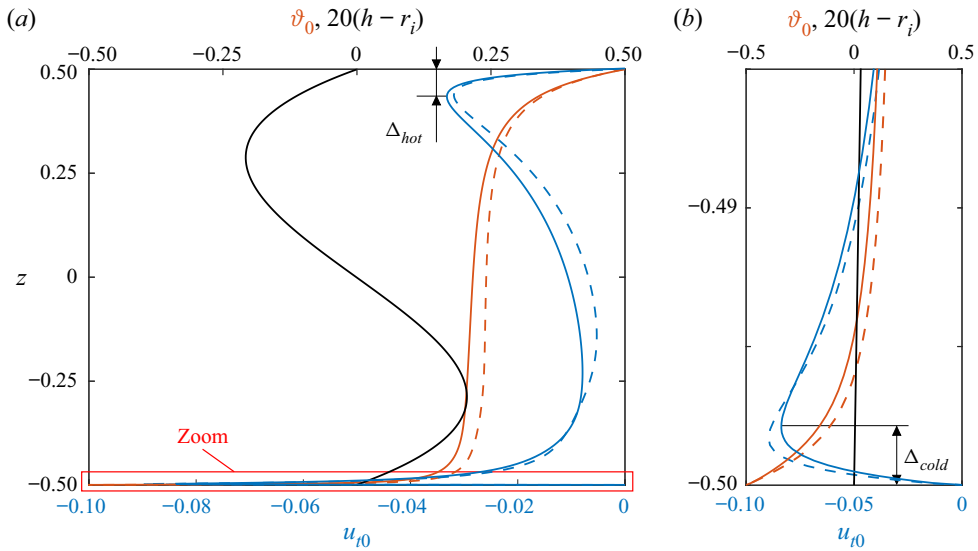 (a)
ϑ0, 20(h − ri)
−0.50 −0.25 0 0.25 0.50
0.50
0.25
0
−0.25
−0.50
z
Δhot
Zoom
−0.10 −0.08 −0.06 −0.04 −0.02 0
ut0
(b)
ϑ0, 20(h − ri)
−0.5 0 0.5
−0.49
−0.50
Δcold
−0.10 −0.05 0
ut0